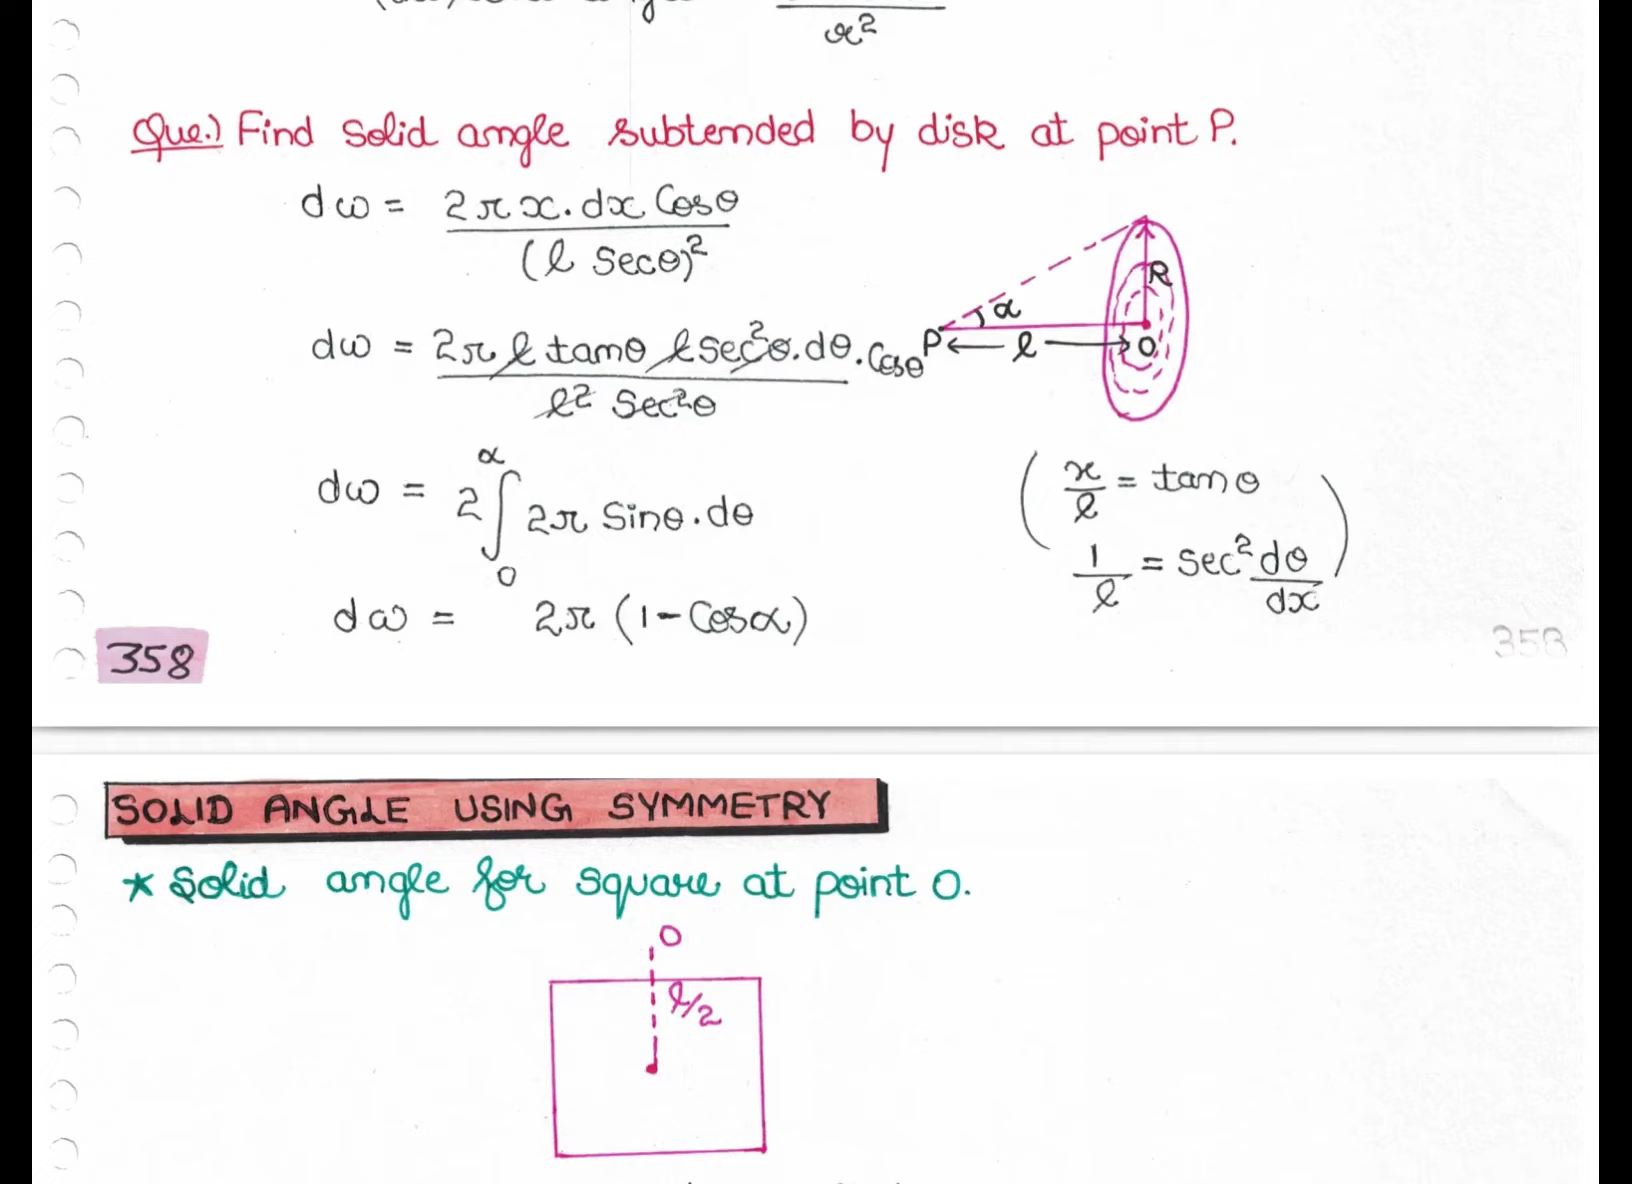 x²
Que.) Find Solid angle subtended by disk at point P.
dω = 2πx.dx Cosθ
(l Secθ)²
R
α
P l O
dω = 2π l tanθ l Sec²θ.dθ.Cosθ
l² Sec²θ
α
dω = 2∫ 2π Sinθ.dθ
0
dω = 2π (1-Cosα)
x/l = tanθ
1/l = Sec² dθ/dx
358
358
SOLID ANGLE USING SYMMETRY
* Solid angle for square at point O.
O
l/2